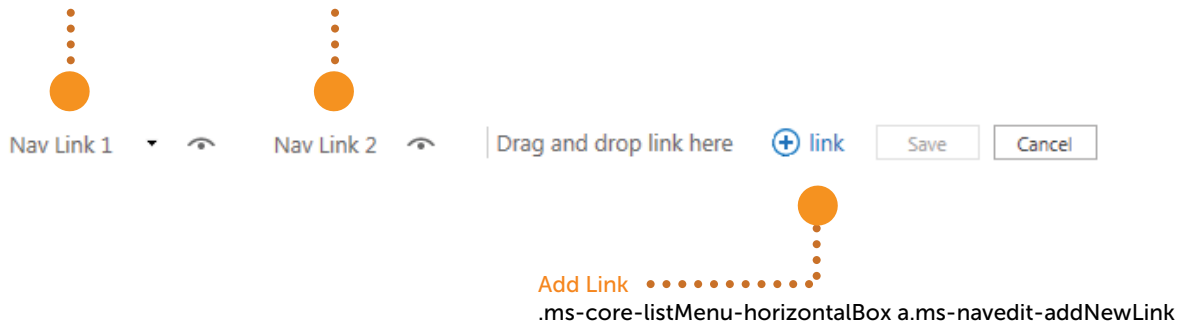 Nav Link 1 Nav Link 2 Drag and drop link here link Save Cancel
Add Link
.ms-core-listMenu-horizontalBox a.ms-navedit-addNewLink